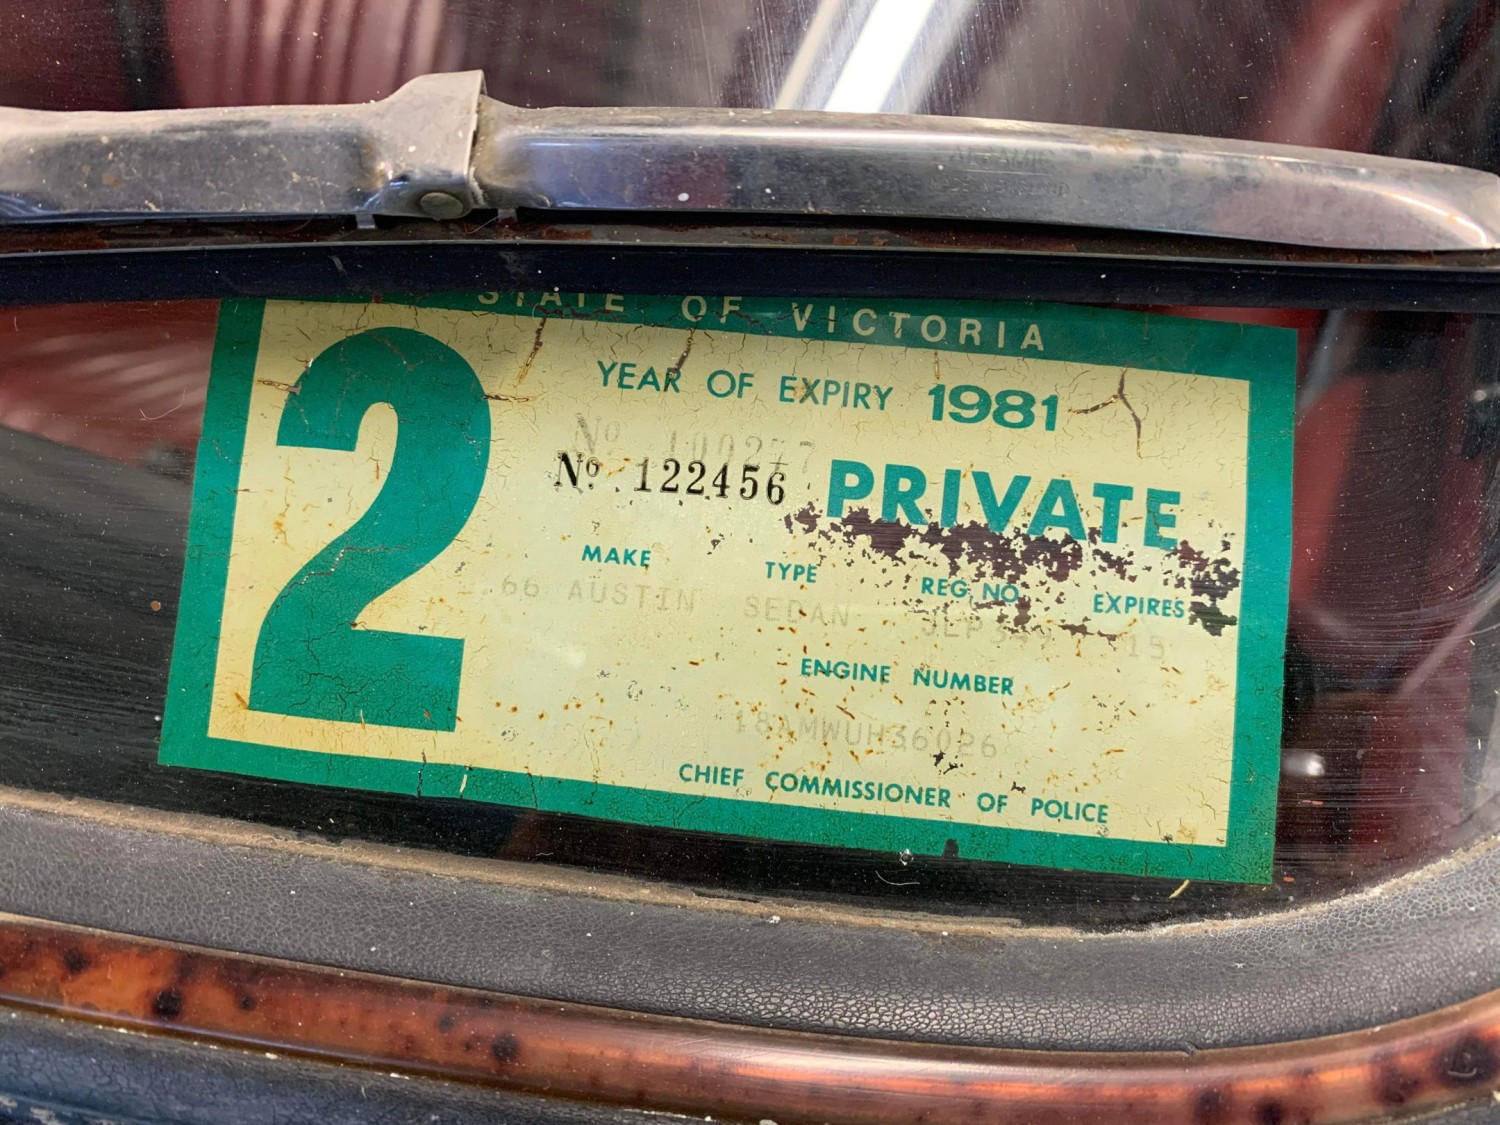 STATE OF VICTORIA
2
YEAR OF EXPIRY 1981
Nº 122456
PRIVATE
MAKE TYPE REG. NO. EXPIRES
66 AUSTIN SEDAN 15
ENGINE NUMBER
18AMWUH36026
CHIEF COMMISSIONER OF POLICE